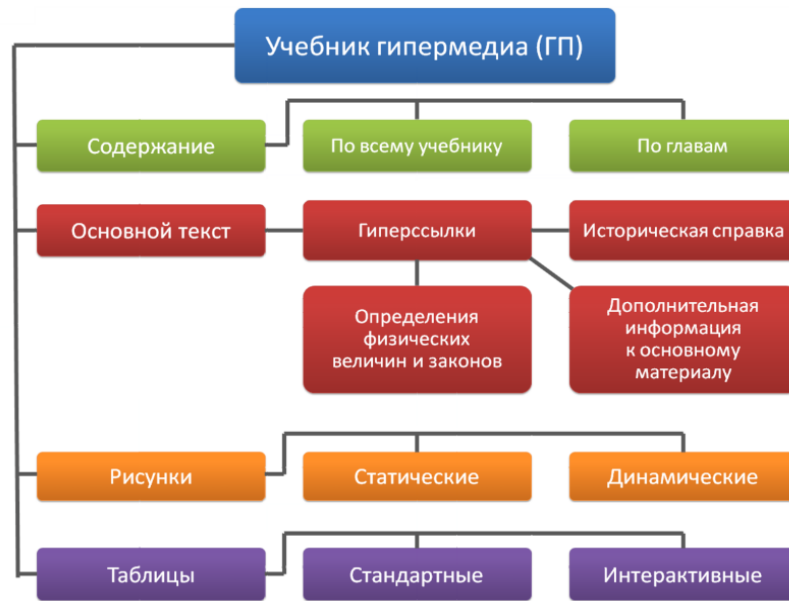 Учебник гипермедиа (ГП)
Содержание
По всему учебнику
По главам
Основной текст
Гиперссылки
Историческая справка
Определения
физических
величин и законов
Дополнительная
информация
к основному
материалу
Рисунки
Статические
Динамические
Таблицы
Стандартные
Интерактивные